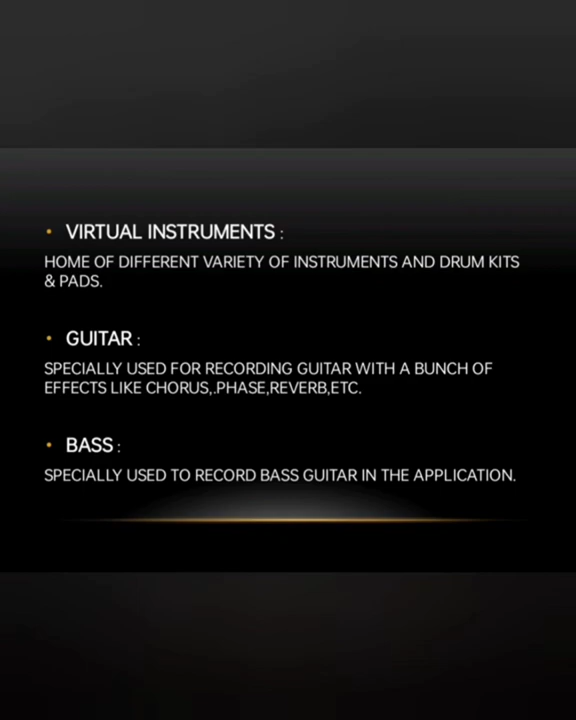 • VIRTUAL INSTRUMENTS :
HOME OF DIFFERENT VARIETY OF INSTRUMENTS AND DRUM KITS
& PADS.
• GUITAR :
SPECIALLY USED FOR RECORDING GUITAR WITH A BUNCH OF
EFFECTS LIKE CHORUS,.PHASE,REVERB,ETC.
• BASS :
SPECIALLY USED TO RECORD BASS GUITAR IN THE APPLICATION.